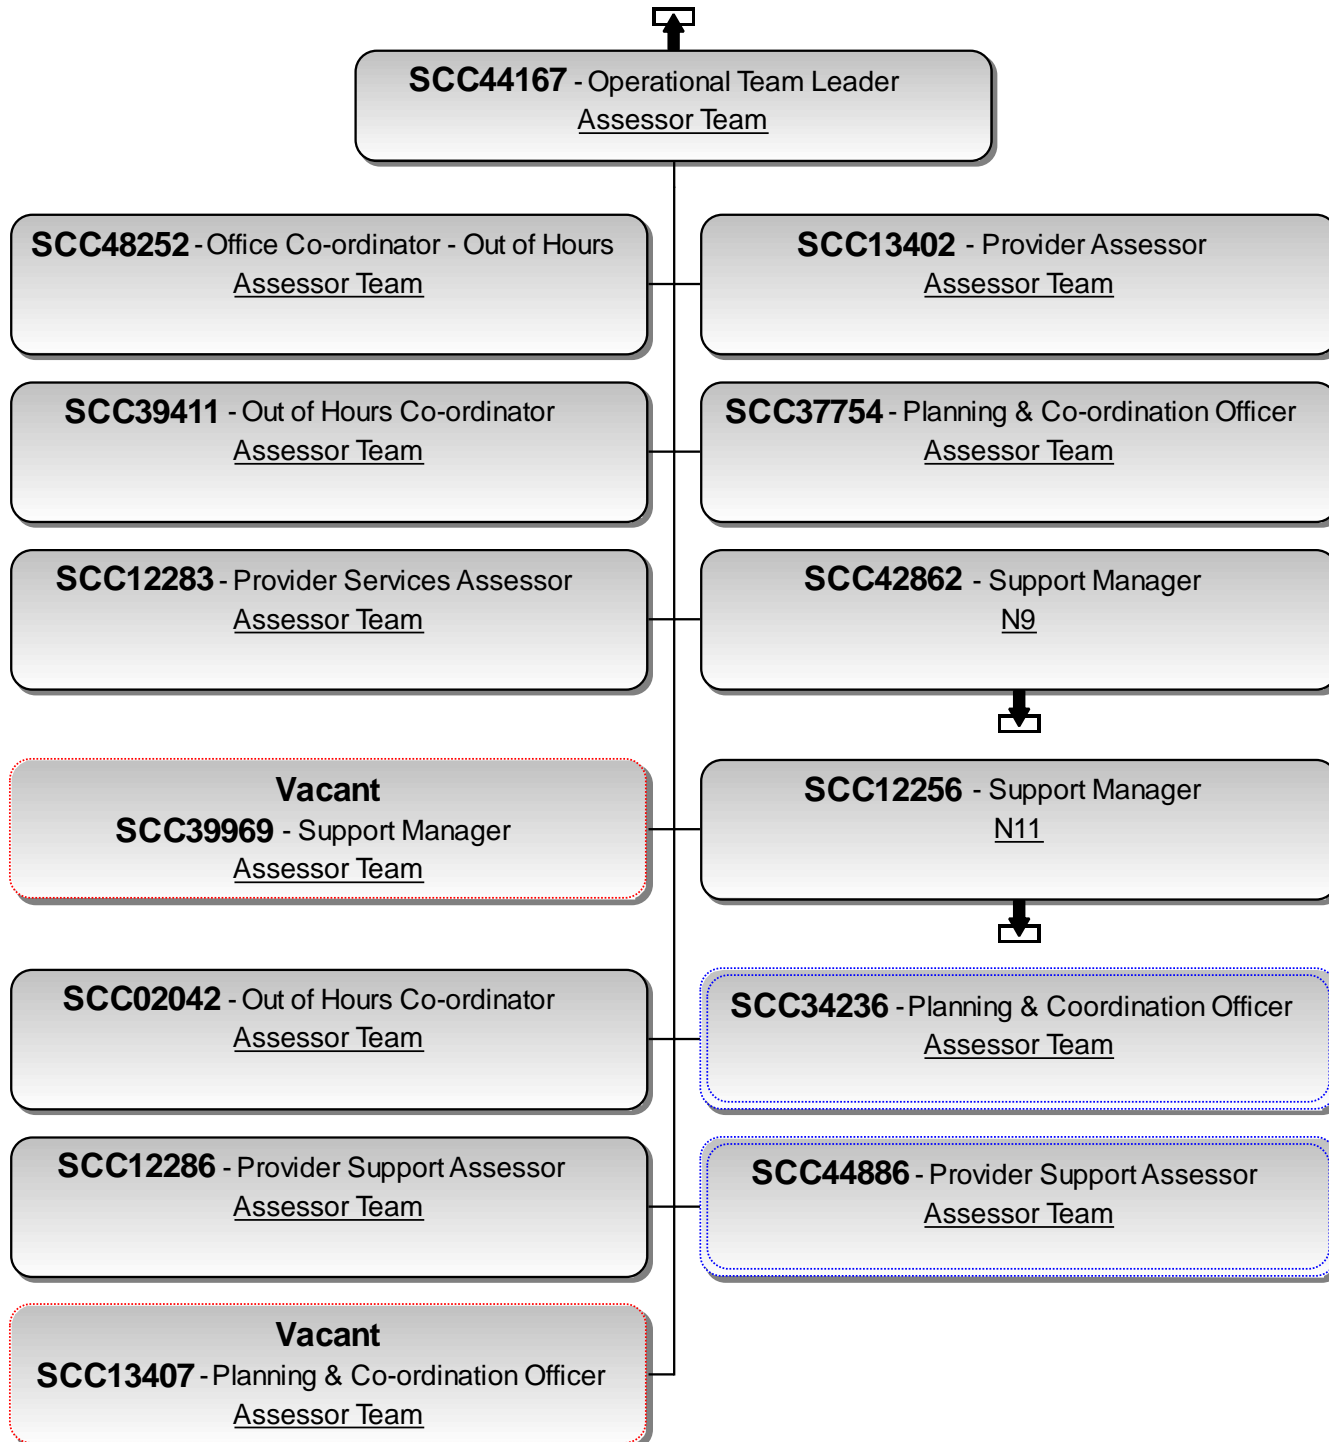 SCC44167 - Operational Team Leader
Assessor Team
SCC48252 - Office Co-ordinator - Out of Hours
Assessor Team
SCC13402 - Provider Assessor
Assessor Team
SCC39411 - Out of Hours Co-ordinator
Assessor Team
SCC37754 - Planning & Co-ordination Officer
Assessor Team
SCC12283 - Provider Services Assessor
Assessor Team
SCC42862 - Support Manager
N9
Vacant
SCC39969 - Support Manager
Assessor Team
SCC12256 - Support Manager
N11
SCC02042 - Out of Hours Co-ordinator
Assessor Team
SCC34236 - Planning & Coordination Officer
Assessor Team
SCC12286 - Provider Support Assessor
Assessor Team
SCC44886 - Provider Support Assessor
Assessor Team
Vacant
SCC13407 - Planning & Co-ordination Officer
Assessor Team